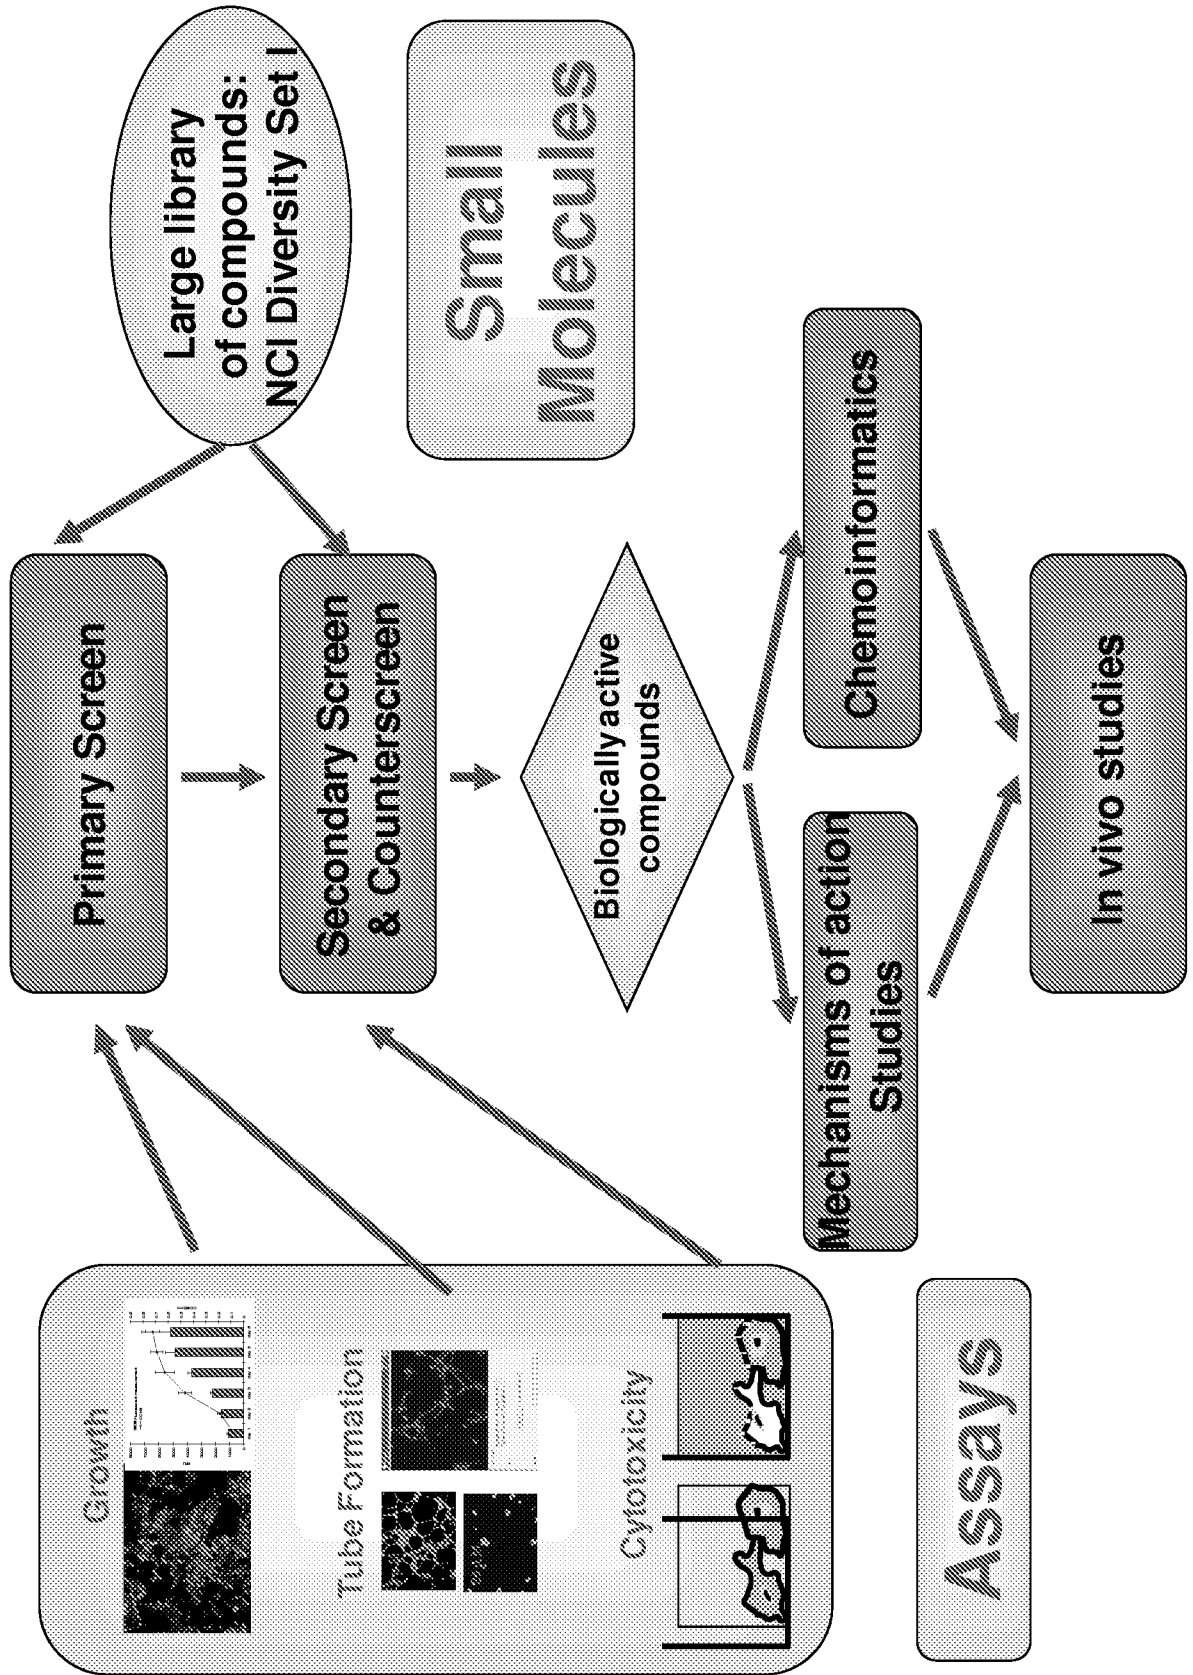 Growth
Tube Formation
Cytotoxicity
Assays
Primary Screen
Secondary Screen
& Counterscreen
Biologically active
compounds
Mechanisms of action
Studies
Chemoinformatics
In vivo studies
Large library
of compounds:
NCI Diversity Set I
Small
Molecules